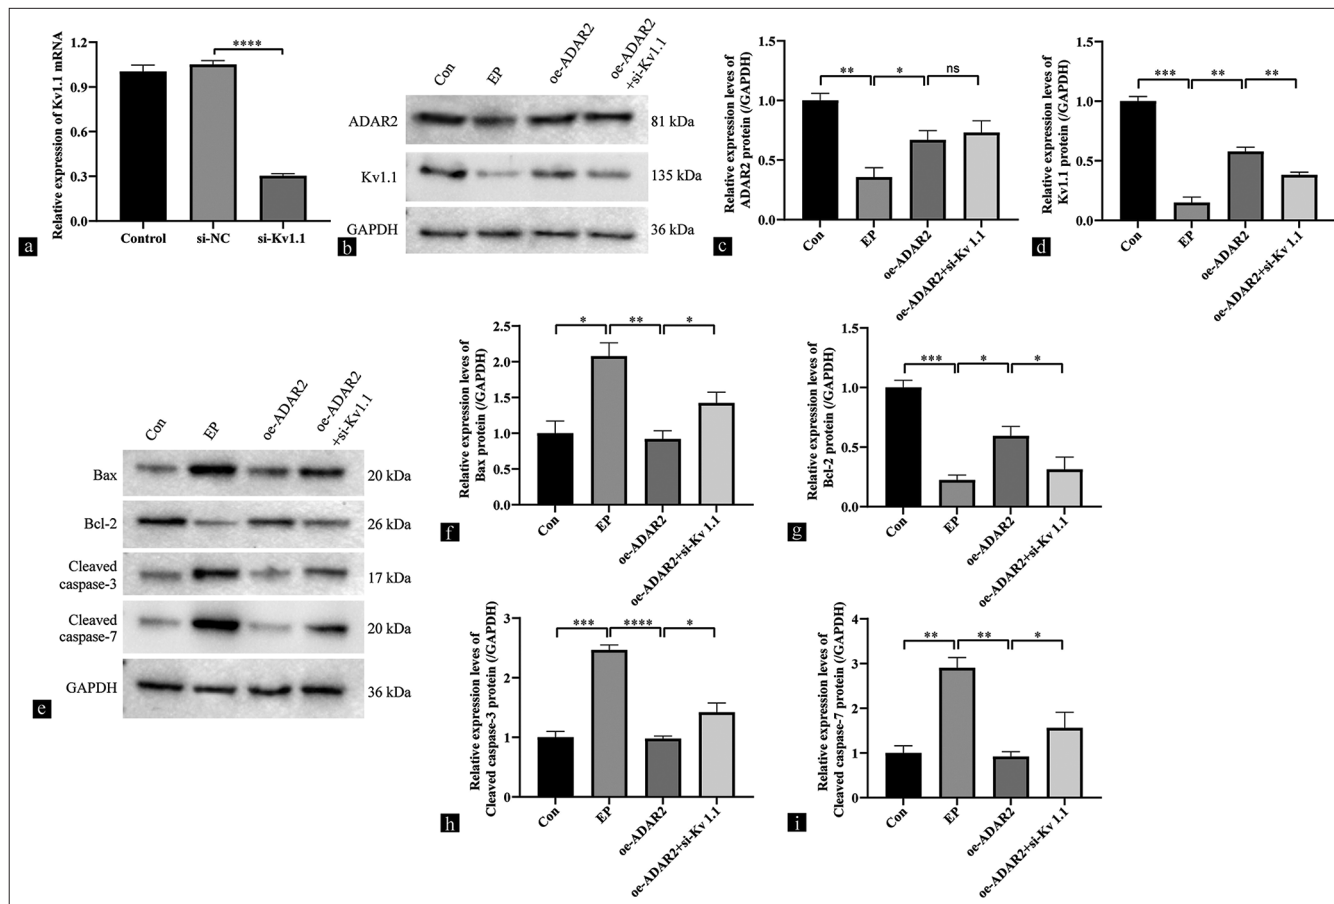 Relative expression of Kv1.1 mRNA
1.2
0.9
0.6
0.3
0.0
****
Control
si-NC
si-Kv1.1
a
Con
EP
oe-ADAR2
oe-ADAR2
+si-Kv1.1
ADAR2
81 kDa
Kv1.1
135 kDa
GAPDH
36 kDa
b
Relative expression leves of
ADAR2 protein (/GAPDH)
1.5
1.0
0.5
0.0
**
*
ns
Con
EP
oe-ADAR2
oe-ADAR2+si-Kv 1.1
c
Relative expression leves of
Kv1.1 protein (/GAPDH)
1.5
1.0
0.5
0.0
***
**
**
Con
EP
oe-ADAR2
oe-ADAR2+si-Kv 1.1
d
Con
EP
oe-ADAR2
oe-ADAR2
+si-Kv1.1
Bax
20 kDa
Bcl-2
26 kDa
Cleaved
caspase-3
17 kDa
Cleaved
caspase-7
20 kDa
GAPDH
36 kDa
e
Relative expression leves of
Bax protein (/GAPDH)
2.5
2.0
1.5
1.0
0.5
0.0
*
**
*
Con
EP
oe-ADAR2
oe-ADAR2+si-Kv 1.1
f
Relative expression leves of
Bcl-2 protein (/GAPDH)
1.5
1.0
0.5
0.0
***
*
*
Con
EP
oe-ADAR2
oe-ADAR2+si-Kv 1.1
g
Relative expression leves of
Cleaved caspase-3 protein (/GAPDH)
3
2
1
0
***
****
*
Con
EP
oe-ADAR2
oe-ADAR2+si-Kv 1.1
h
Relative expression leves of
Cleaved caspase-7 protein (/GAPDH)
4
3
2
1
0
**
**
*
Con
EP
oe-ADAR2
oe-ADAR2+si-Kv 1.1
i